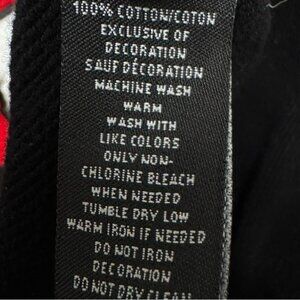 100% COTTON/COTON
EXCLUSIVE OF
DECORATION
SAUF DÉCORATION
MACHINE WASH
WARM
WASH WITH
LIKE COLORS
ONLY NON-
CHLORINE BLEACH
WHEN NEEDED
TUMBLE DRY LOW
WARM IRON IF NEEDED
DO NOT IRON
DECORATION
DO NOT DRY CLEAN